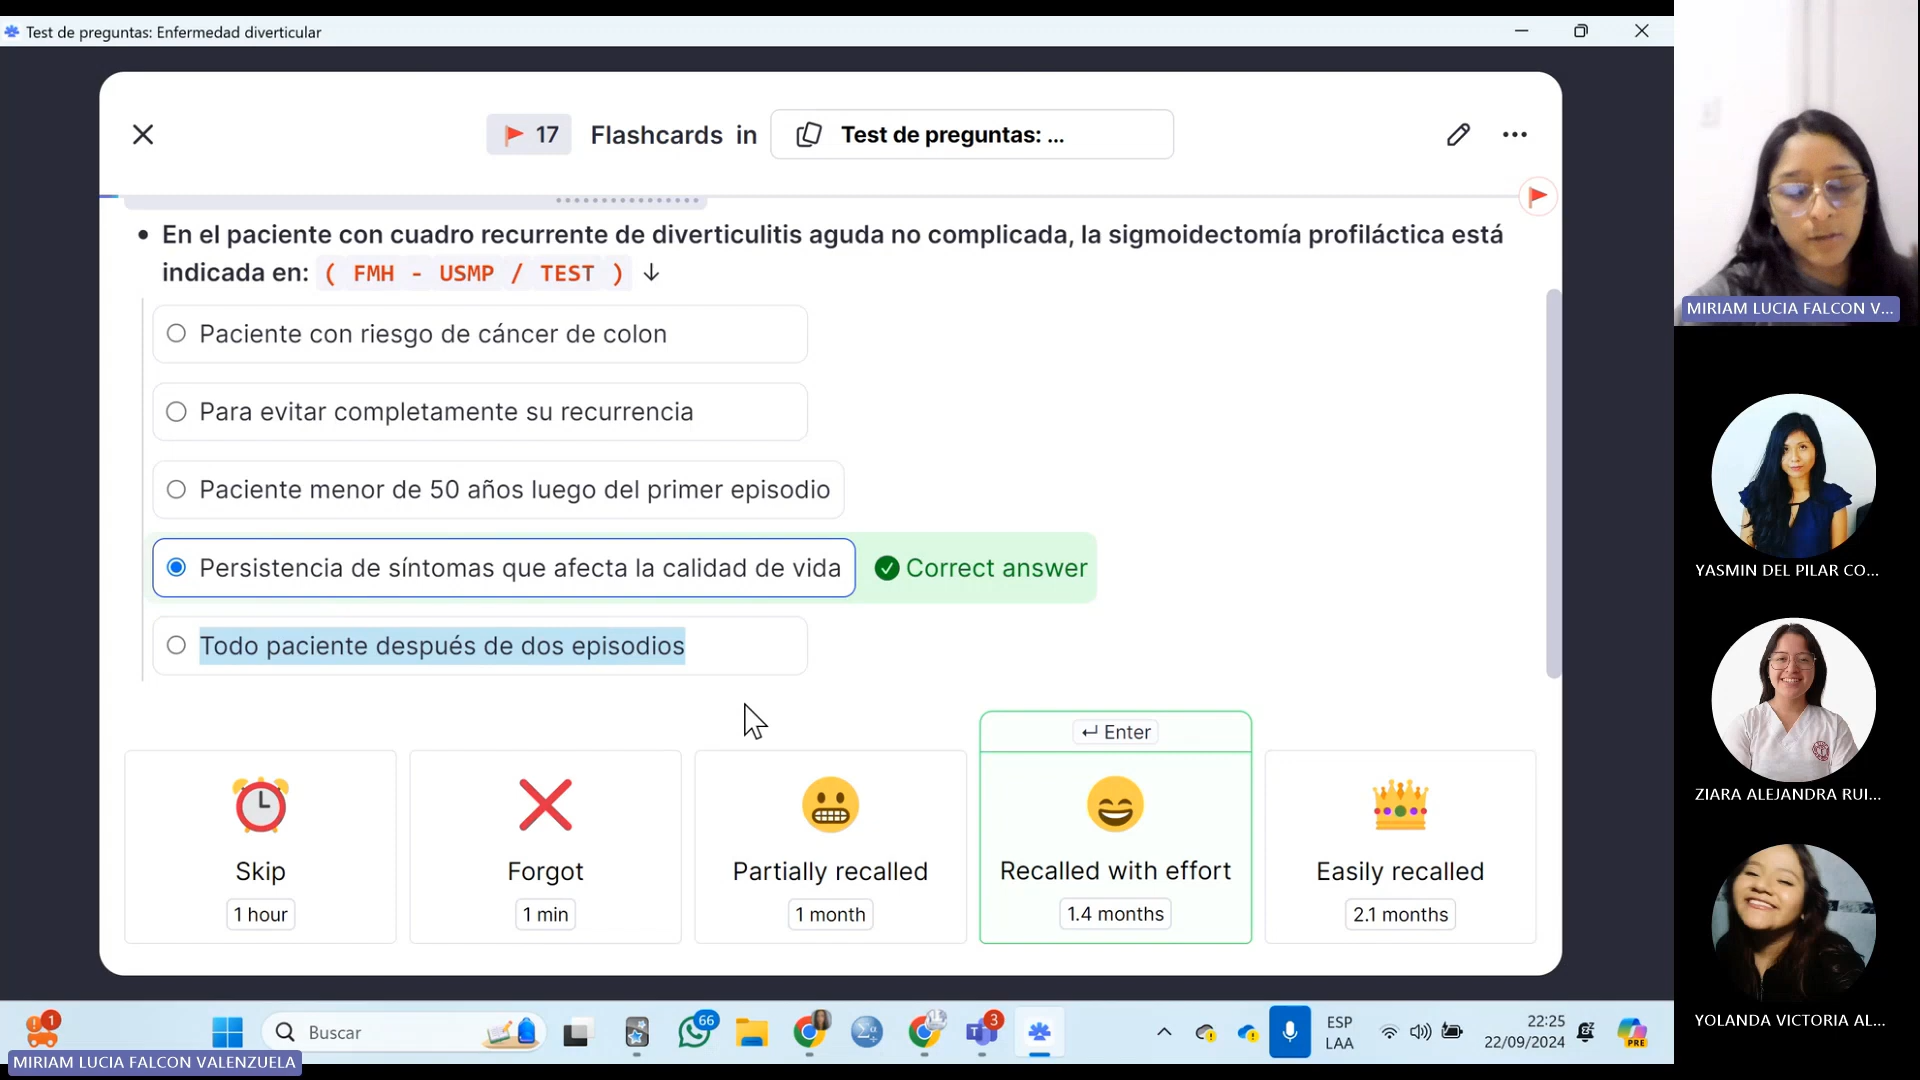 Test de preguntas: Enfermedad diverticular
17 Flashcards in Test de preguntas: ...
En el paciente con cuadro recurrente de diverticulitis aguda no complicada, la sigmoidectomía profiláctica está
indicada en: ( FMH - USMP / TEST ) ↓
Paciente con riesgo de cáncer de colon
Para evitar completamente su recurrencia
Paciente menor de 50 años luego del primer episodio
Persistencia de síntomas que afecta la calidad de vida Correct answer
Todo paciente después de dos episodios
Enter
Skip
1 hour
Forgot
1 min
Partially recalled
1 month
Recalled with effort
1.4 months
Easily recalled
2.1 months
MIRIAM LUCIA FALCON V...
YASMIN DEL PILAR CO...
ZIARA ALEJANDRA RUI...
YOLANDA VICTORIA AL...
1
Buscar
66
3
ESP
LAA
22:25
22/09/2024
PRE
MIRIAM LUCIA FALCON VALENZUELA